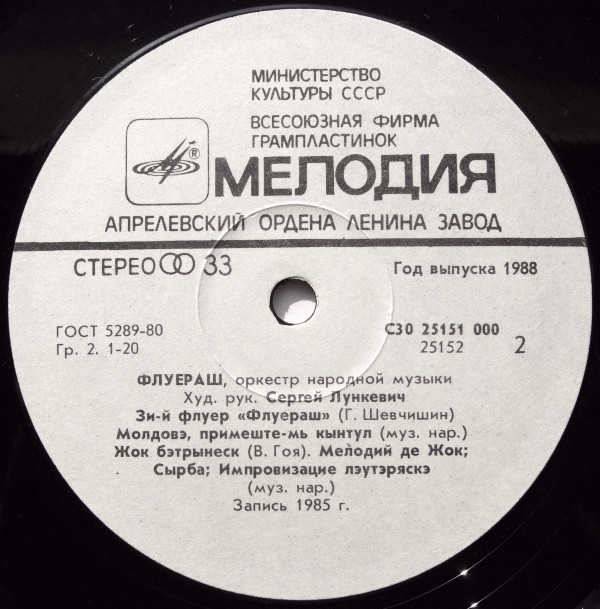 МИНИСТЕРСТВО
КУЛЬТУРЫ СССР
ВСЕСОЮЗНАЯ ФИРМА
ГРАМПЛАСТИНОК
®
МЕЛОДИЯ
АПРЕЛЕВСКИЙ ОРДЕНА ЛЕНИНА ЗАВОД
СТЕРЕО 33
Год выпуска 1988
ГОСТ 5289-80
Гр. 2. 1-20
С30 25151 000
25152 2
ФЛУЕРАШ, оркестр народной музыки
Худ. рук. Сергей Лункевич
Зи-й флуер «Флуераш» (Г. Шевчишин)
Молдовэ, примеште-мь кынтул (муз. нар.)
Жок бэтрынеск (В. Гоя). Мелодий де Жок;
Сырба; Импровизацие лэутэряскэ
(муз. нар.)
Запись 1985 г.